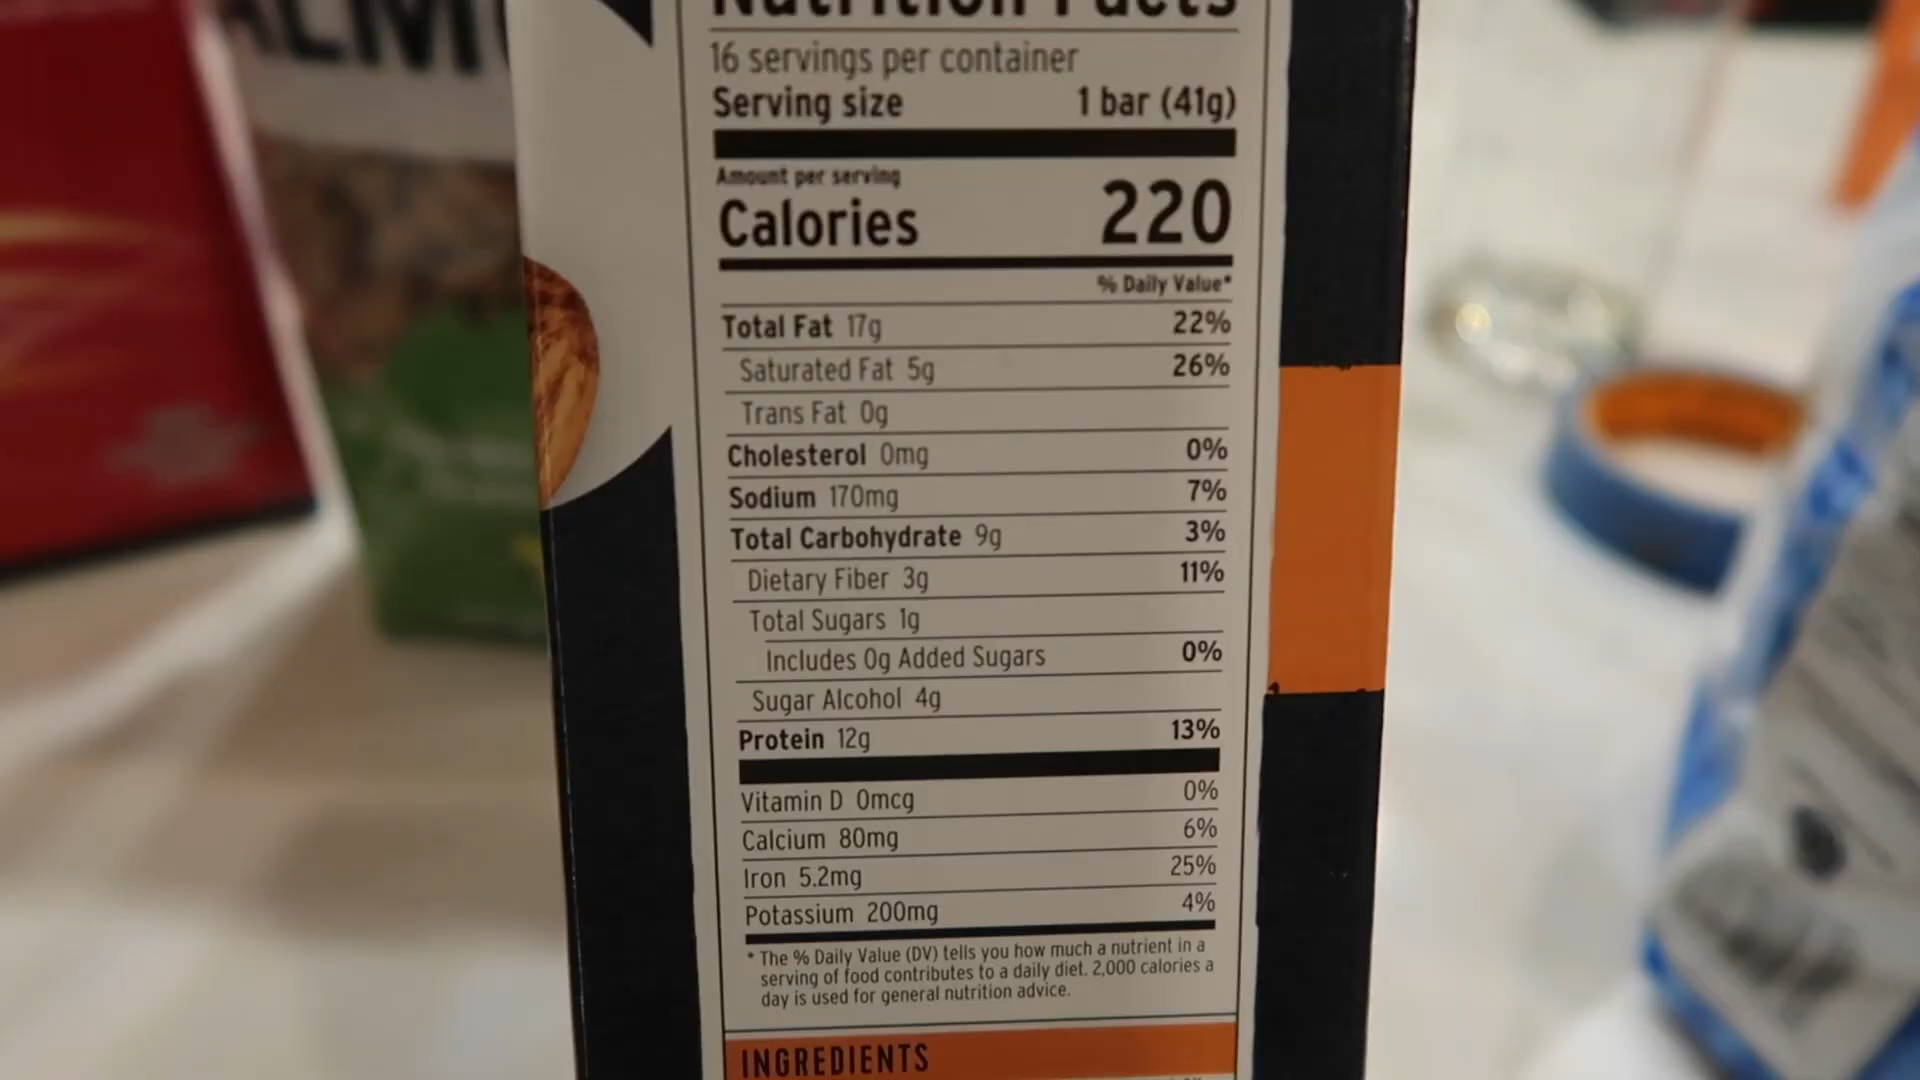 Nutrition Facts
16 servings per container
Serving size 1 bar (41g)
Amount per serving
Calories 220
% Daily Value*
Total Fat 17g 22%
Saturated Fat 5g 26%
Trans Fat 0g
Cholesterol 0mg 0%
Sodium 170mg 7%
Total Carbohydrate 9g 3%
Dietary Fiber 3g 11%
Total Sugars 1g
Includes 0g Added Sugars 0%
Sugar Alcohol 4g
Protein 12g 13%
Vitamin D 0mcg 0%
Calcium 80mg 6%
Iron 5.2mg 25%
Potassium 200mg 4%
* The % Daily Value (DV) tells you how much a nutrient in a
serving of food contributes to a daily diet. 2,000 calories a
day is used for general nutrition advice.
INGREDIENTS